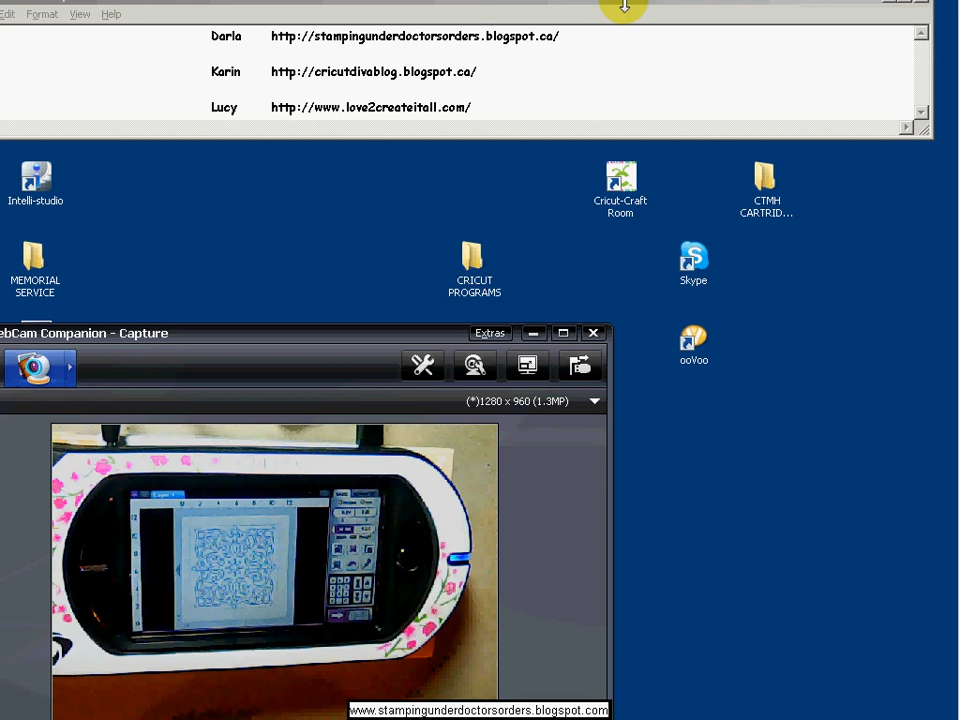 Edit Format View Help
Darla http://stampingunderdoctorsorders.blogspot.ca/
Karin http://cricutdivablog.blogspot.ca/
Lucy http://www.love2createitall.com/
Intelli-studio
Cricut-Craft
Room
CTMH
CARTRID...
MEMORIAL
SERVICE
CRICUT
PROGRAMS
Skype
ooVoo
ebCam Companion - Capture
Extras
(*)1280 x 960 (1.3MP)
www.stampingunderdoctorsorders.blogspot.com